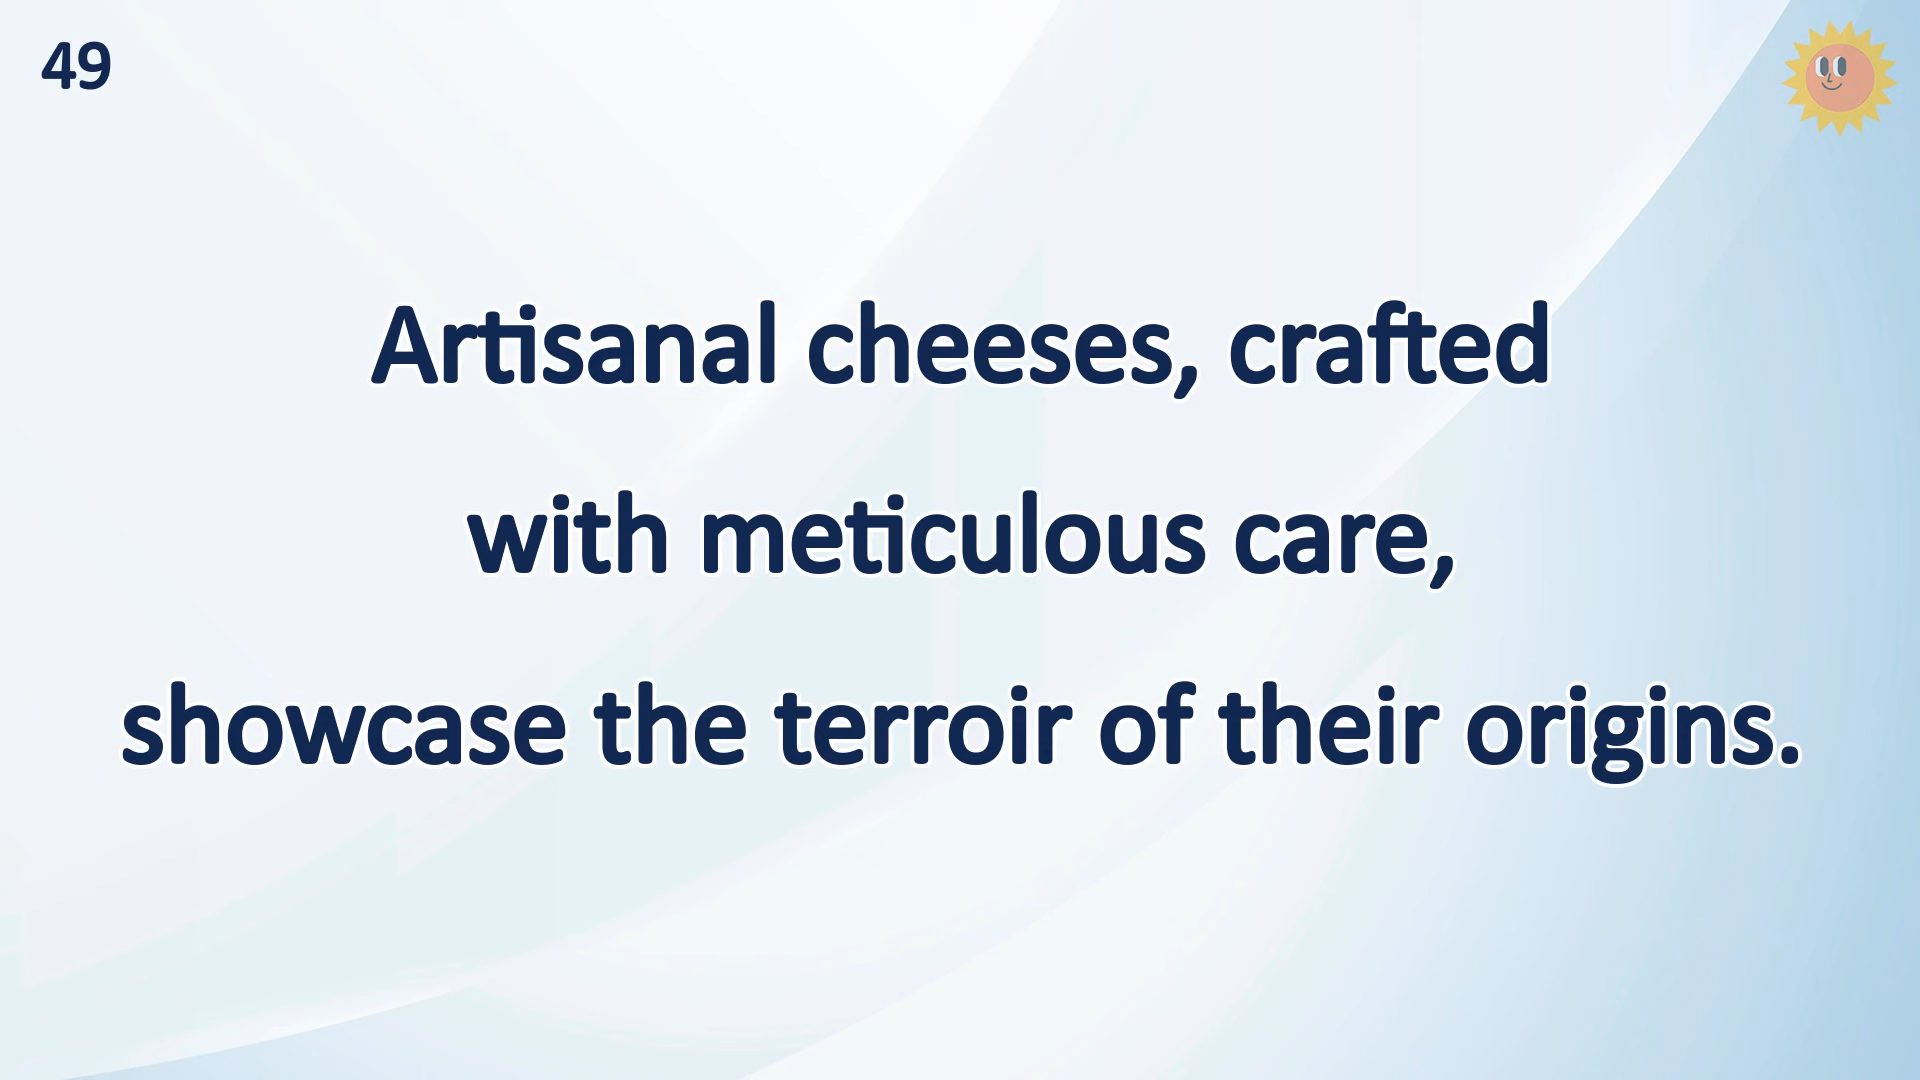 49
Artisanal cheeses, crafted
with meticulous care,
showcase the terroir of their origins.